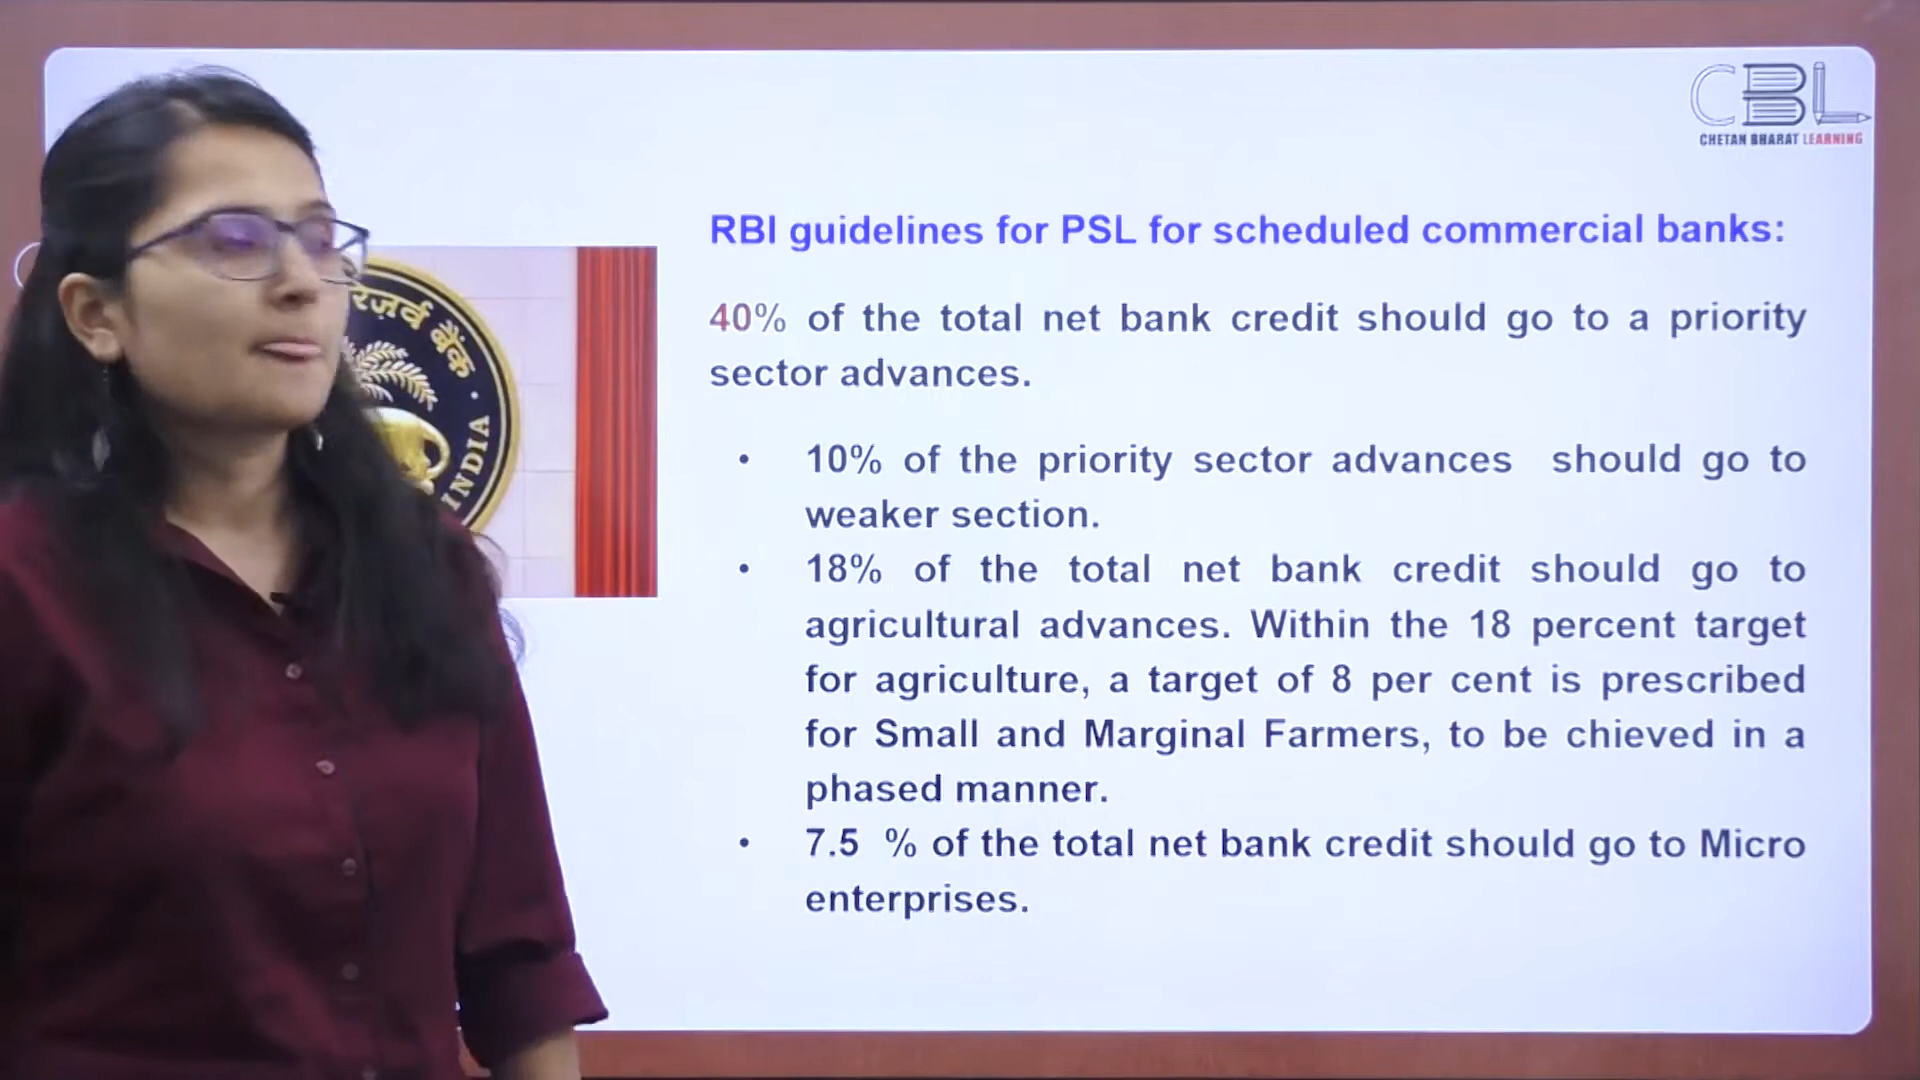 CBL
CHETAN BHARAT LEARNING
RBI guidelines for PSL for scheduled commercial banks:
40% of the total net bank credit should go to a priority
sector advances.
• 10% of the priority sector advances should go to
weaker section.
• 18% of the total net bank credit should go to
agricultural advances. Within the 18 percent target
for agriculture, a target of 8 per cent is prescribed
for Small and Marginal Farmers, to be chieved in a
phased manner.
• 7.5 % of the total net bank credit should go to Micro
enterprises.
रिज़र्व बैंक
INDIA